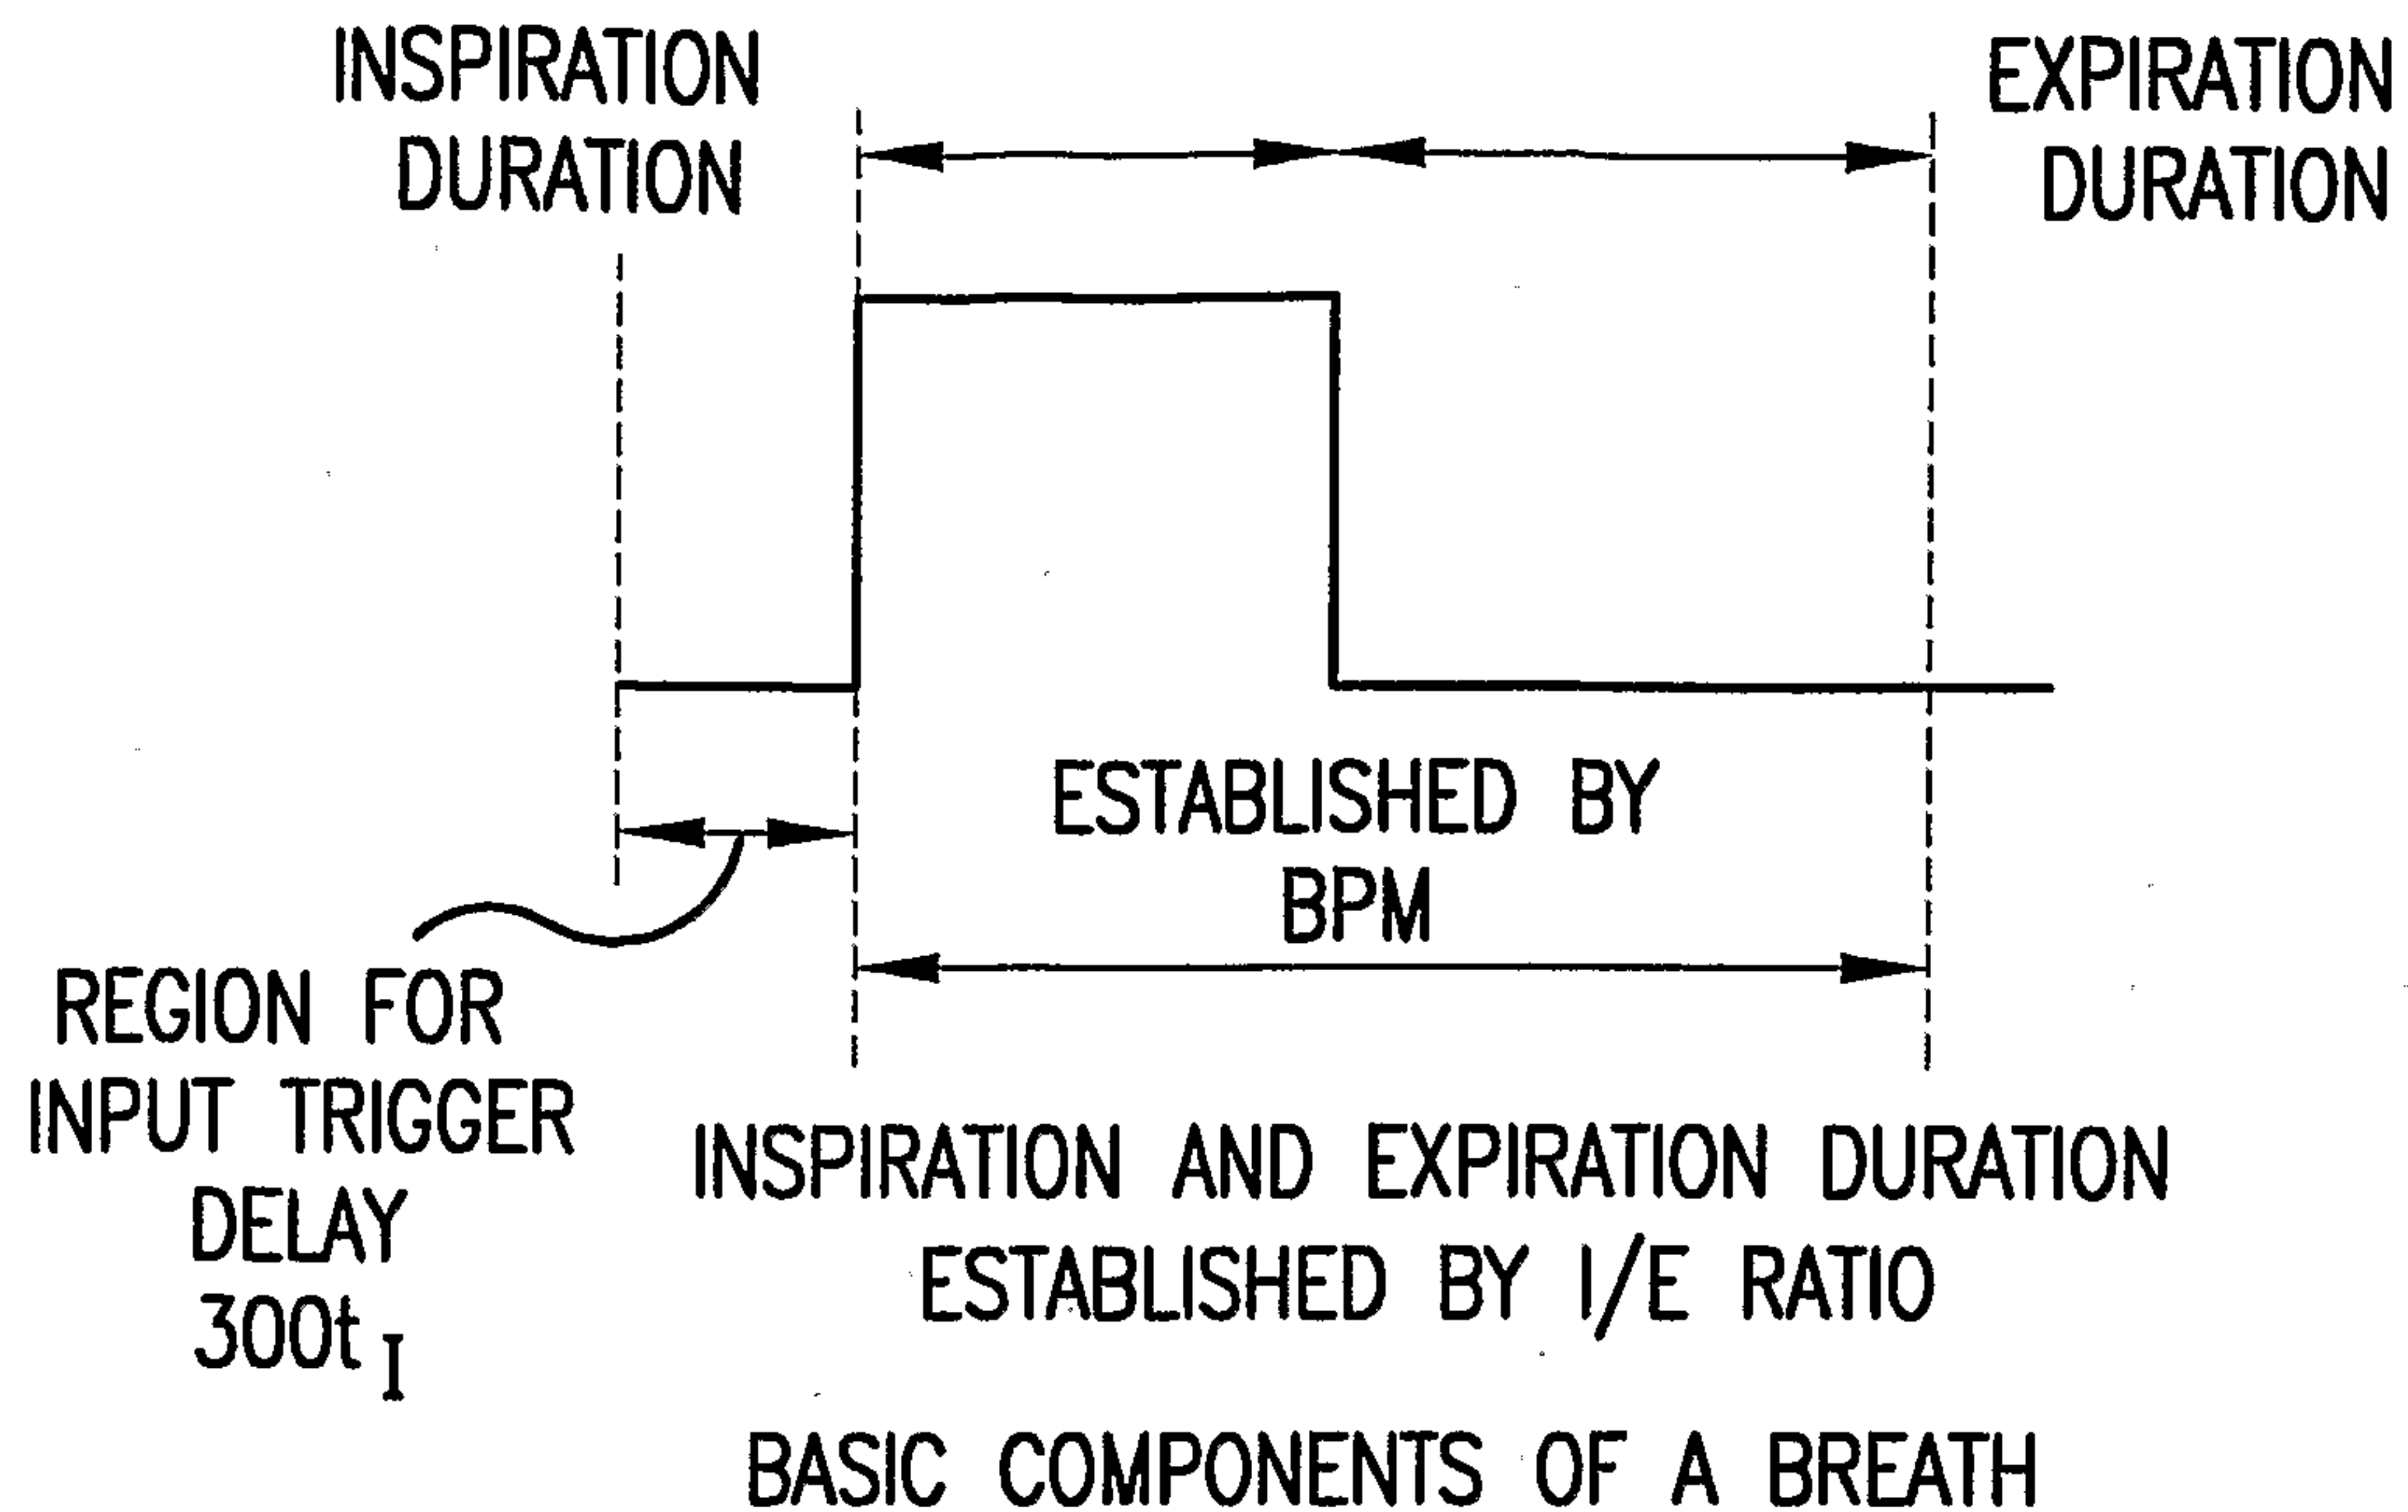 INSPIRATION
DURATION
EXPIRATION
DURATION
ESTABLISHED BY
BPM
REGION FOR
INPUT TRIGGER
DELAY
300t I
INSPIRATION AND EXPIRATION DURATION
ESTABLISHED BY I/E RATIO
BASIC COMPONENTS OF A BREATH